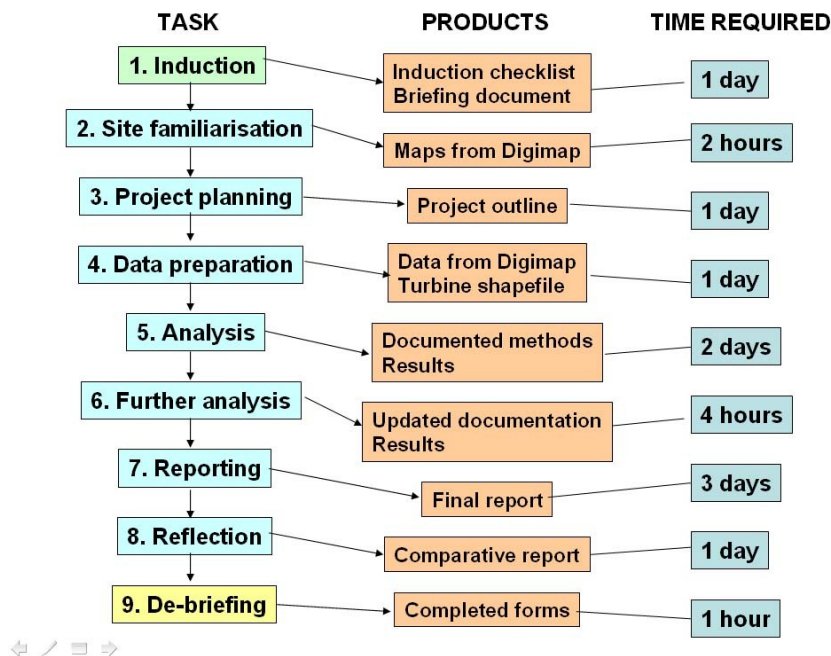 TASK PRODUCTS TIME REQUIRED
1. Induction
Induction checklist
Briefing document
1 day
2. Site familiarisation
Maps from Digimap
2 hours
3. Project planning
Project outline
1 day
4. Data preparation
Data from Digimap
Turbine shapefile
1 day
5. Analysis
Documented methods
Results
2 days
6. Further analysis
Updated documentation
Results
4 hours
7. Reporting
Final report
3 days
8. Reflection
Comparative report
1 day
9. De-briefing
Completed forms
1 hour